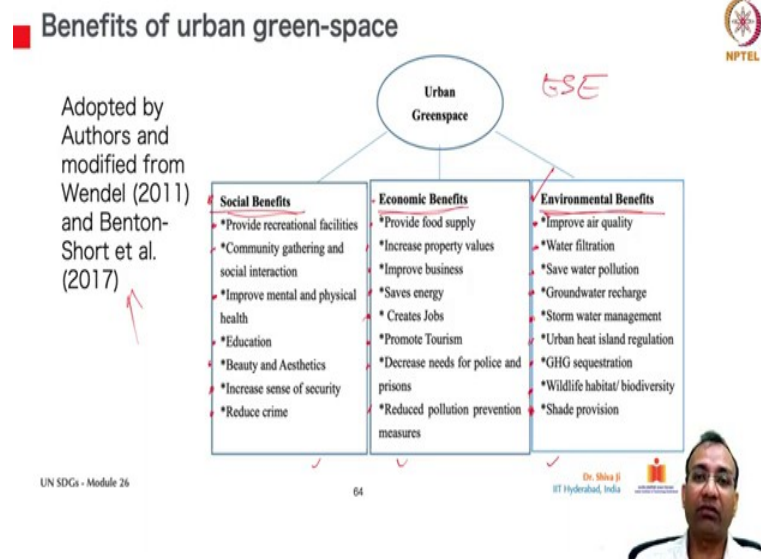 Benefits of urban green-space
NPTEL
ESE
Urban
Greenspace
Adopted by
Authors and
modified from
Wendel (2011)
and Benton-
Short et al.
(2017)
Social Benefits
*Provide recreational facilities
*Community gathering and
social interaction
*Improve mental and physical
health
*Education
*Beauty and Aesthetics
*Increase sense of security
*Reduce crime
Economic Benefits
*Provide food supply
*Increase property values
*Improve business
*Saves energy
* Creates Jobs
*Promote Tourism
*Decrease needs for police and
prisons
*Reduced pollution prevention
measures
Environmental Benefits
*Improve air quality
*Water filtration
*Save water pollution
*Groundwater recharge
*Storm water management
*Urban heat island regulation
*GHG sequestration
*Wildlife habitat/ biodiversity
*Shade provision
UN SDGs - Module 26
64
Dr. Shiva Ji
IIT Hyderabad, India